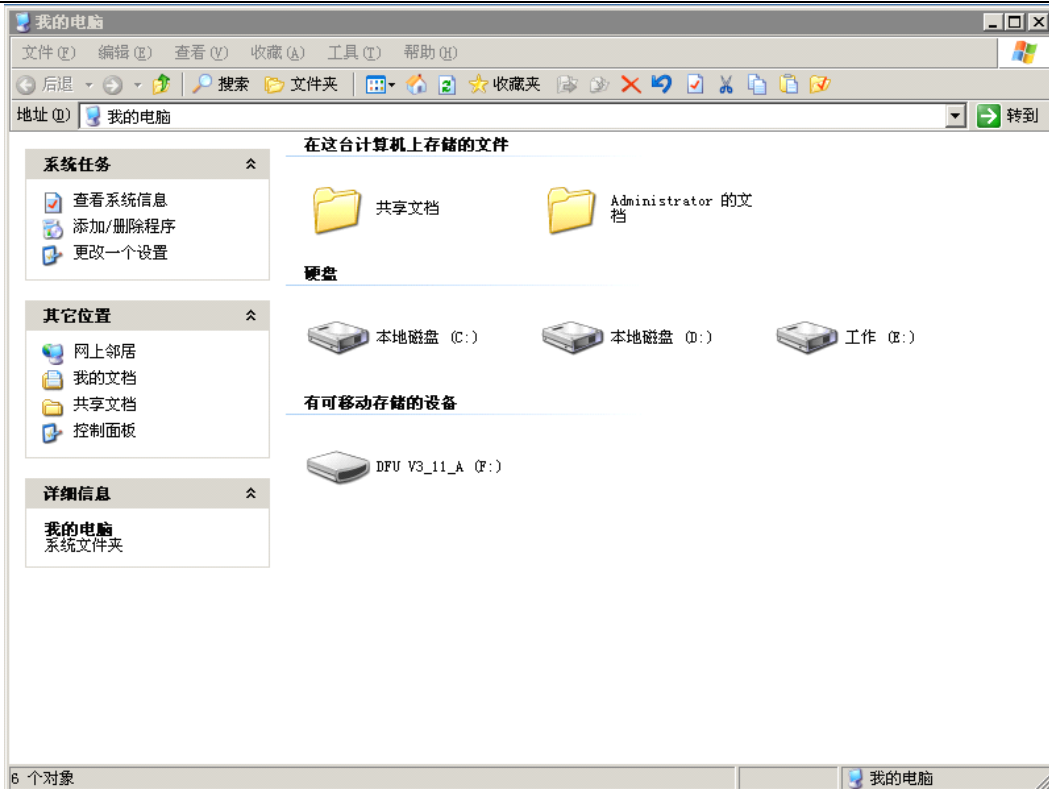 我的电脑
文件(F) 编辑(E) 查看(V) 收藏(A) 工具(T) 帮助(H)
后退 搜索 文件夹 收藏夹
地址(D) 我的电脑 转到
系统任务
查看系统信息
添加/删除程序
更改一个设置
其它位置
网上邻居
我的文档
共享文档
控制面板
详细信息
我的电脑
系统文件夹
在这台计算机上存储的文件
共享文档
Administrator 的文
档
硬盘
本地磁盘 (C:) 本地磁盘 (D:) 工作 (E:)
有可移动存储的设备
DFU V3_11_A (F:)
6 个对象 我的电脑